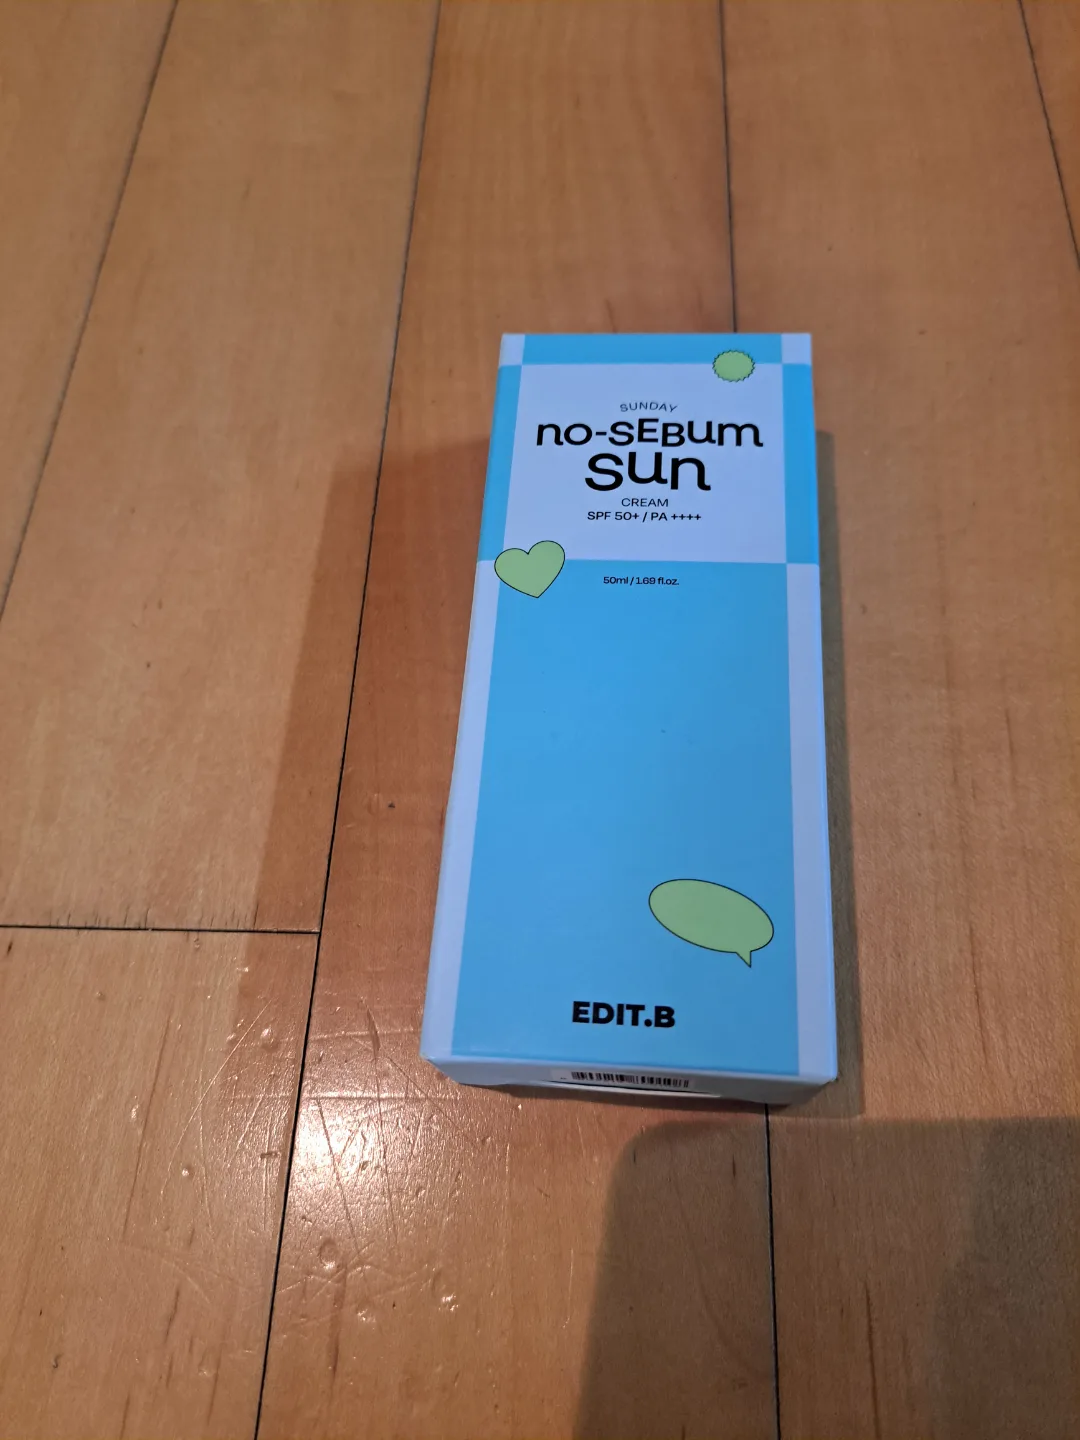 SUNDAY
no-SEBum
sun
CREAM
SPF 50+ / PA ++++
50ml / 1.69 fl.oz.
EDIT.B